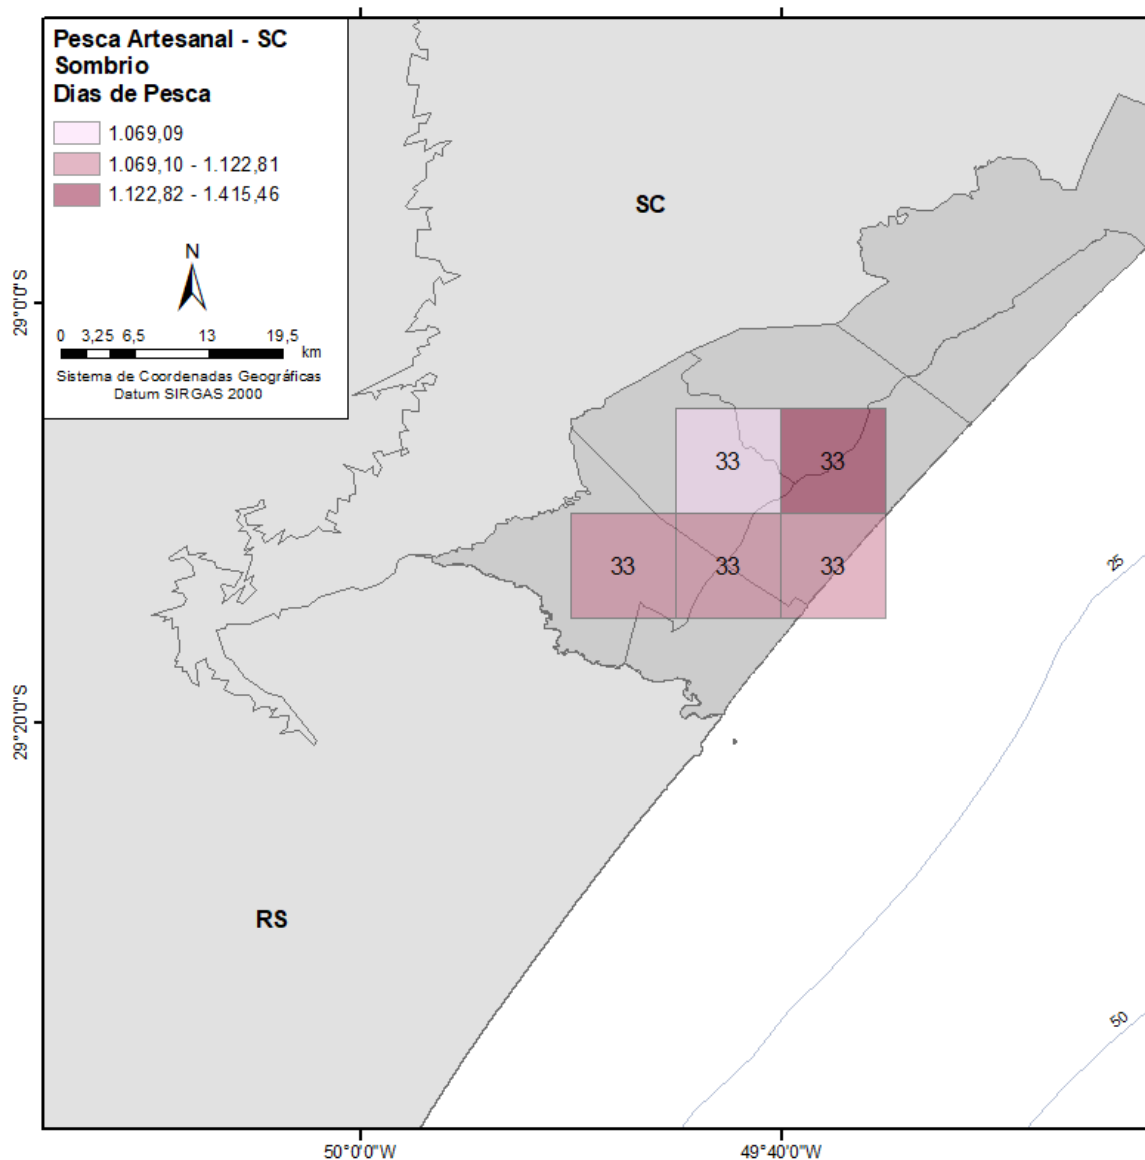 Pesca Artesanal - SC
Sombrio
Dias de Pesca
1.069,09
1.069,10 - 1.122,81
1.122,82 - 1.415,46
N
0 3,25 6,5 13 19,5
km
Sistema de Coordenadas Geográficas
Datum SIRGAS 2000
SC
29°0'0"S
33 33
33 33 33
25
29°20'0"S
RS
50
50°0'0"W 49°40'0"W